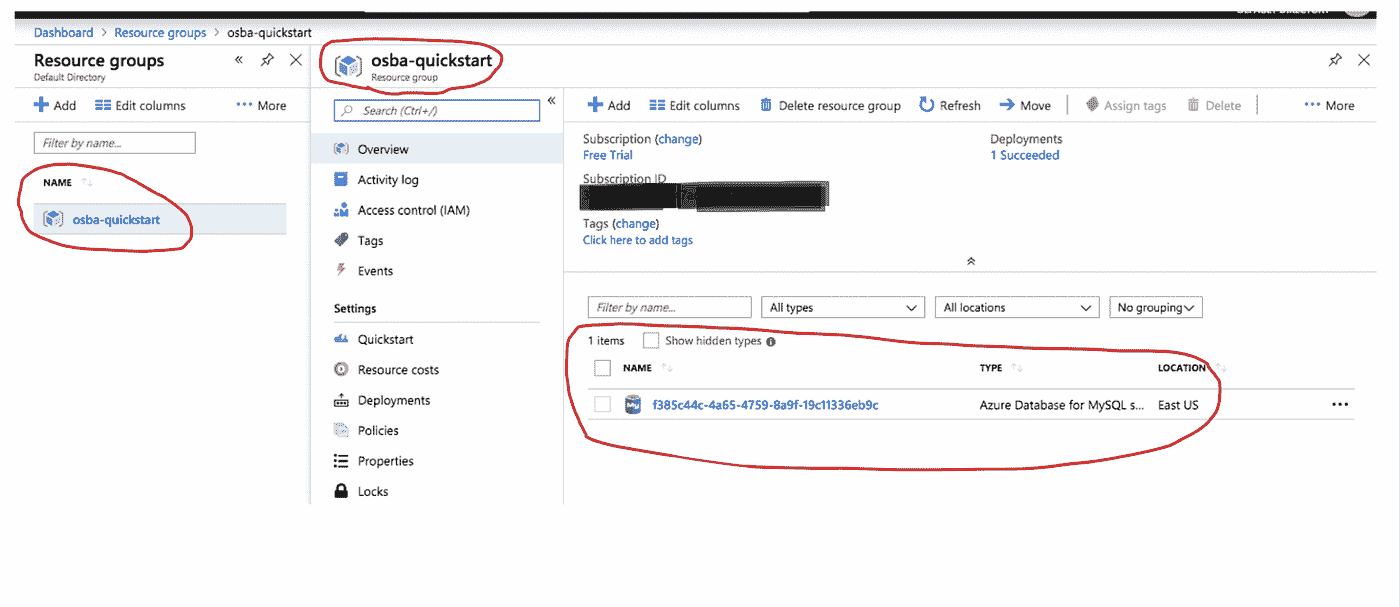 Dashboard > Resource groups > osba-quickstart
Resource groups
Default Directory
Add Edit columns ••• More
Filter by name...
NAME
osba-quickstart
osba-quickstart
Resource group
Search (Ctrl+/)
Overview
Activity log
Access control (IAM)
Tags
Events
Settings
Quickstart
Resource costs
Deployments
Policies
Properties
Locks
Add Edit columns Delete resource group Refresh Move Assign tags Delete ••• More
Subscription (change)
Free Trial
Deployments
1 Succeeded
Subscription ID
Tags (change)
Click here to add tags
Filter by name... All types All locations No grouping
1 items Show hidden types
NAME TYPE LOCATION
f385c44c-4a65-4759-8a9f-19c11336eb9c Azure Database for MySQL s... East US •••